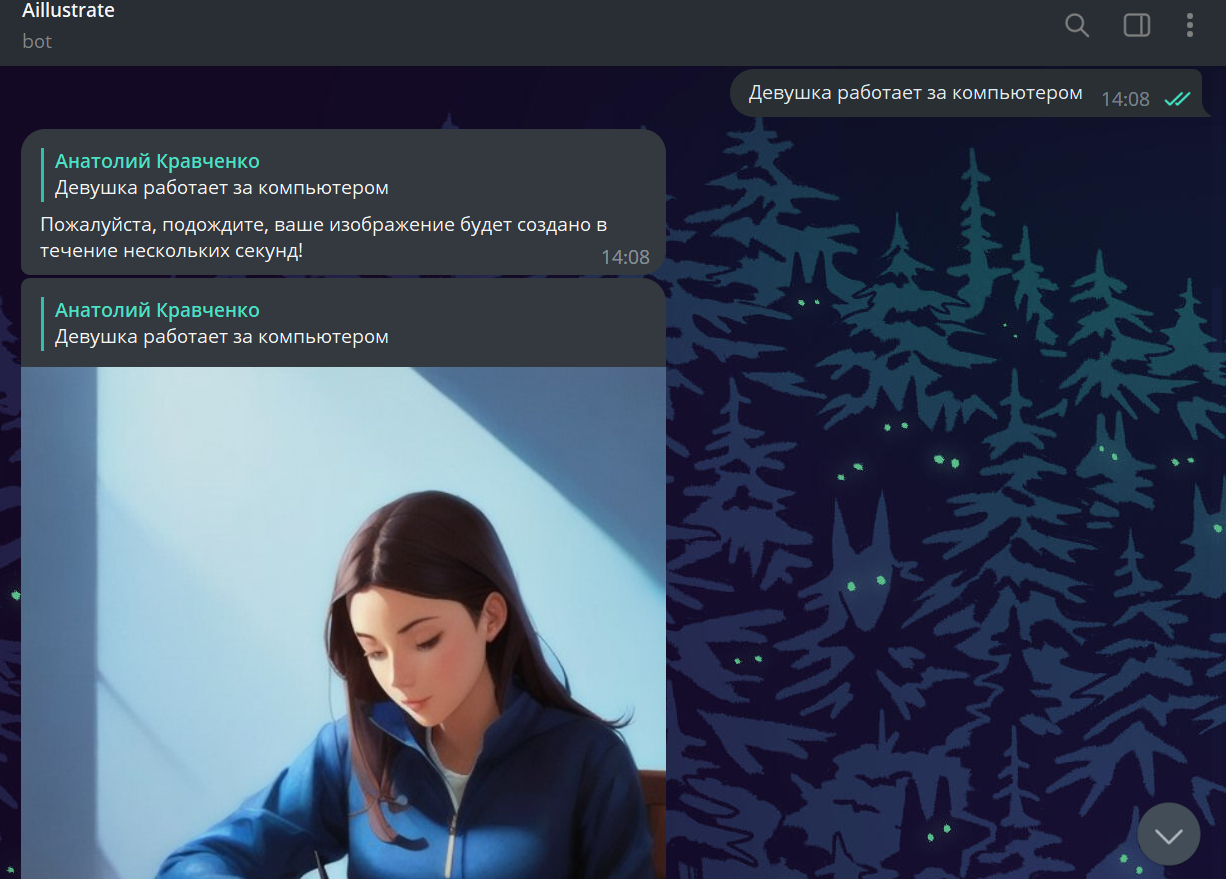 Aillustrate
bot
Девушка работает за компьютером 14:08
Анатолий Кравченко
Девушка работает за компьютером
Пожалуйста, подождите, ваше изображение будет создано в
течение нескольких секунд!
14:08
Анатолий Кравченко
Девушка работает за компьютером